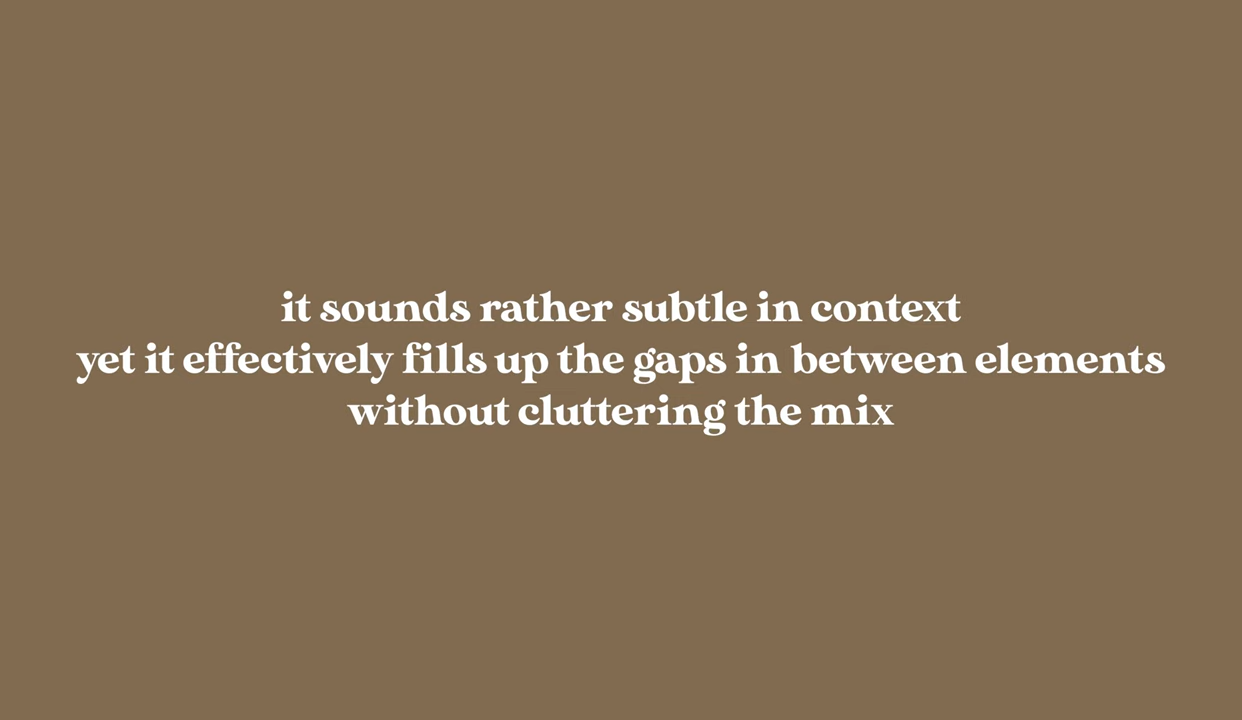 it sounds rather subtle in context
yet it effectively fills up the gaps in between elements
without cluttering the mix